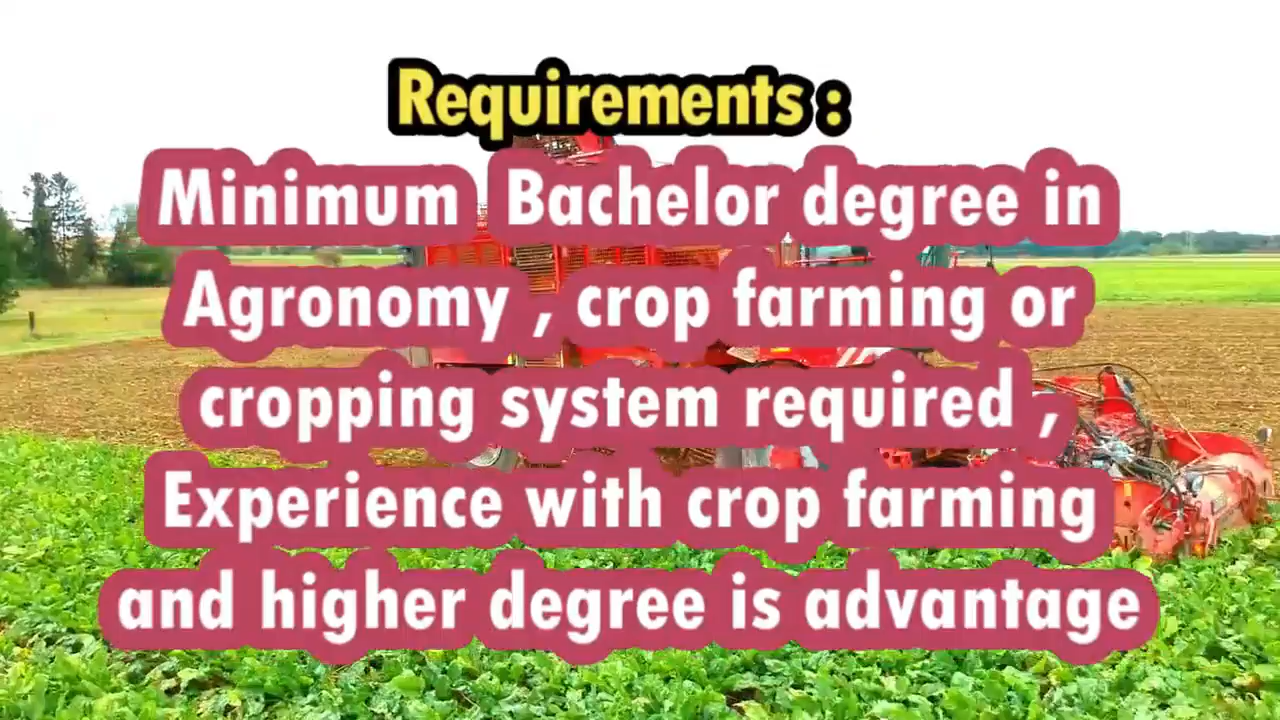 Requirements :
Minimum Bachelor degree in
Agronomy , crop farming or
cropping system required ,
Experience with crop farming
and higher degree is advantage